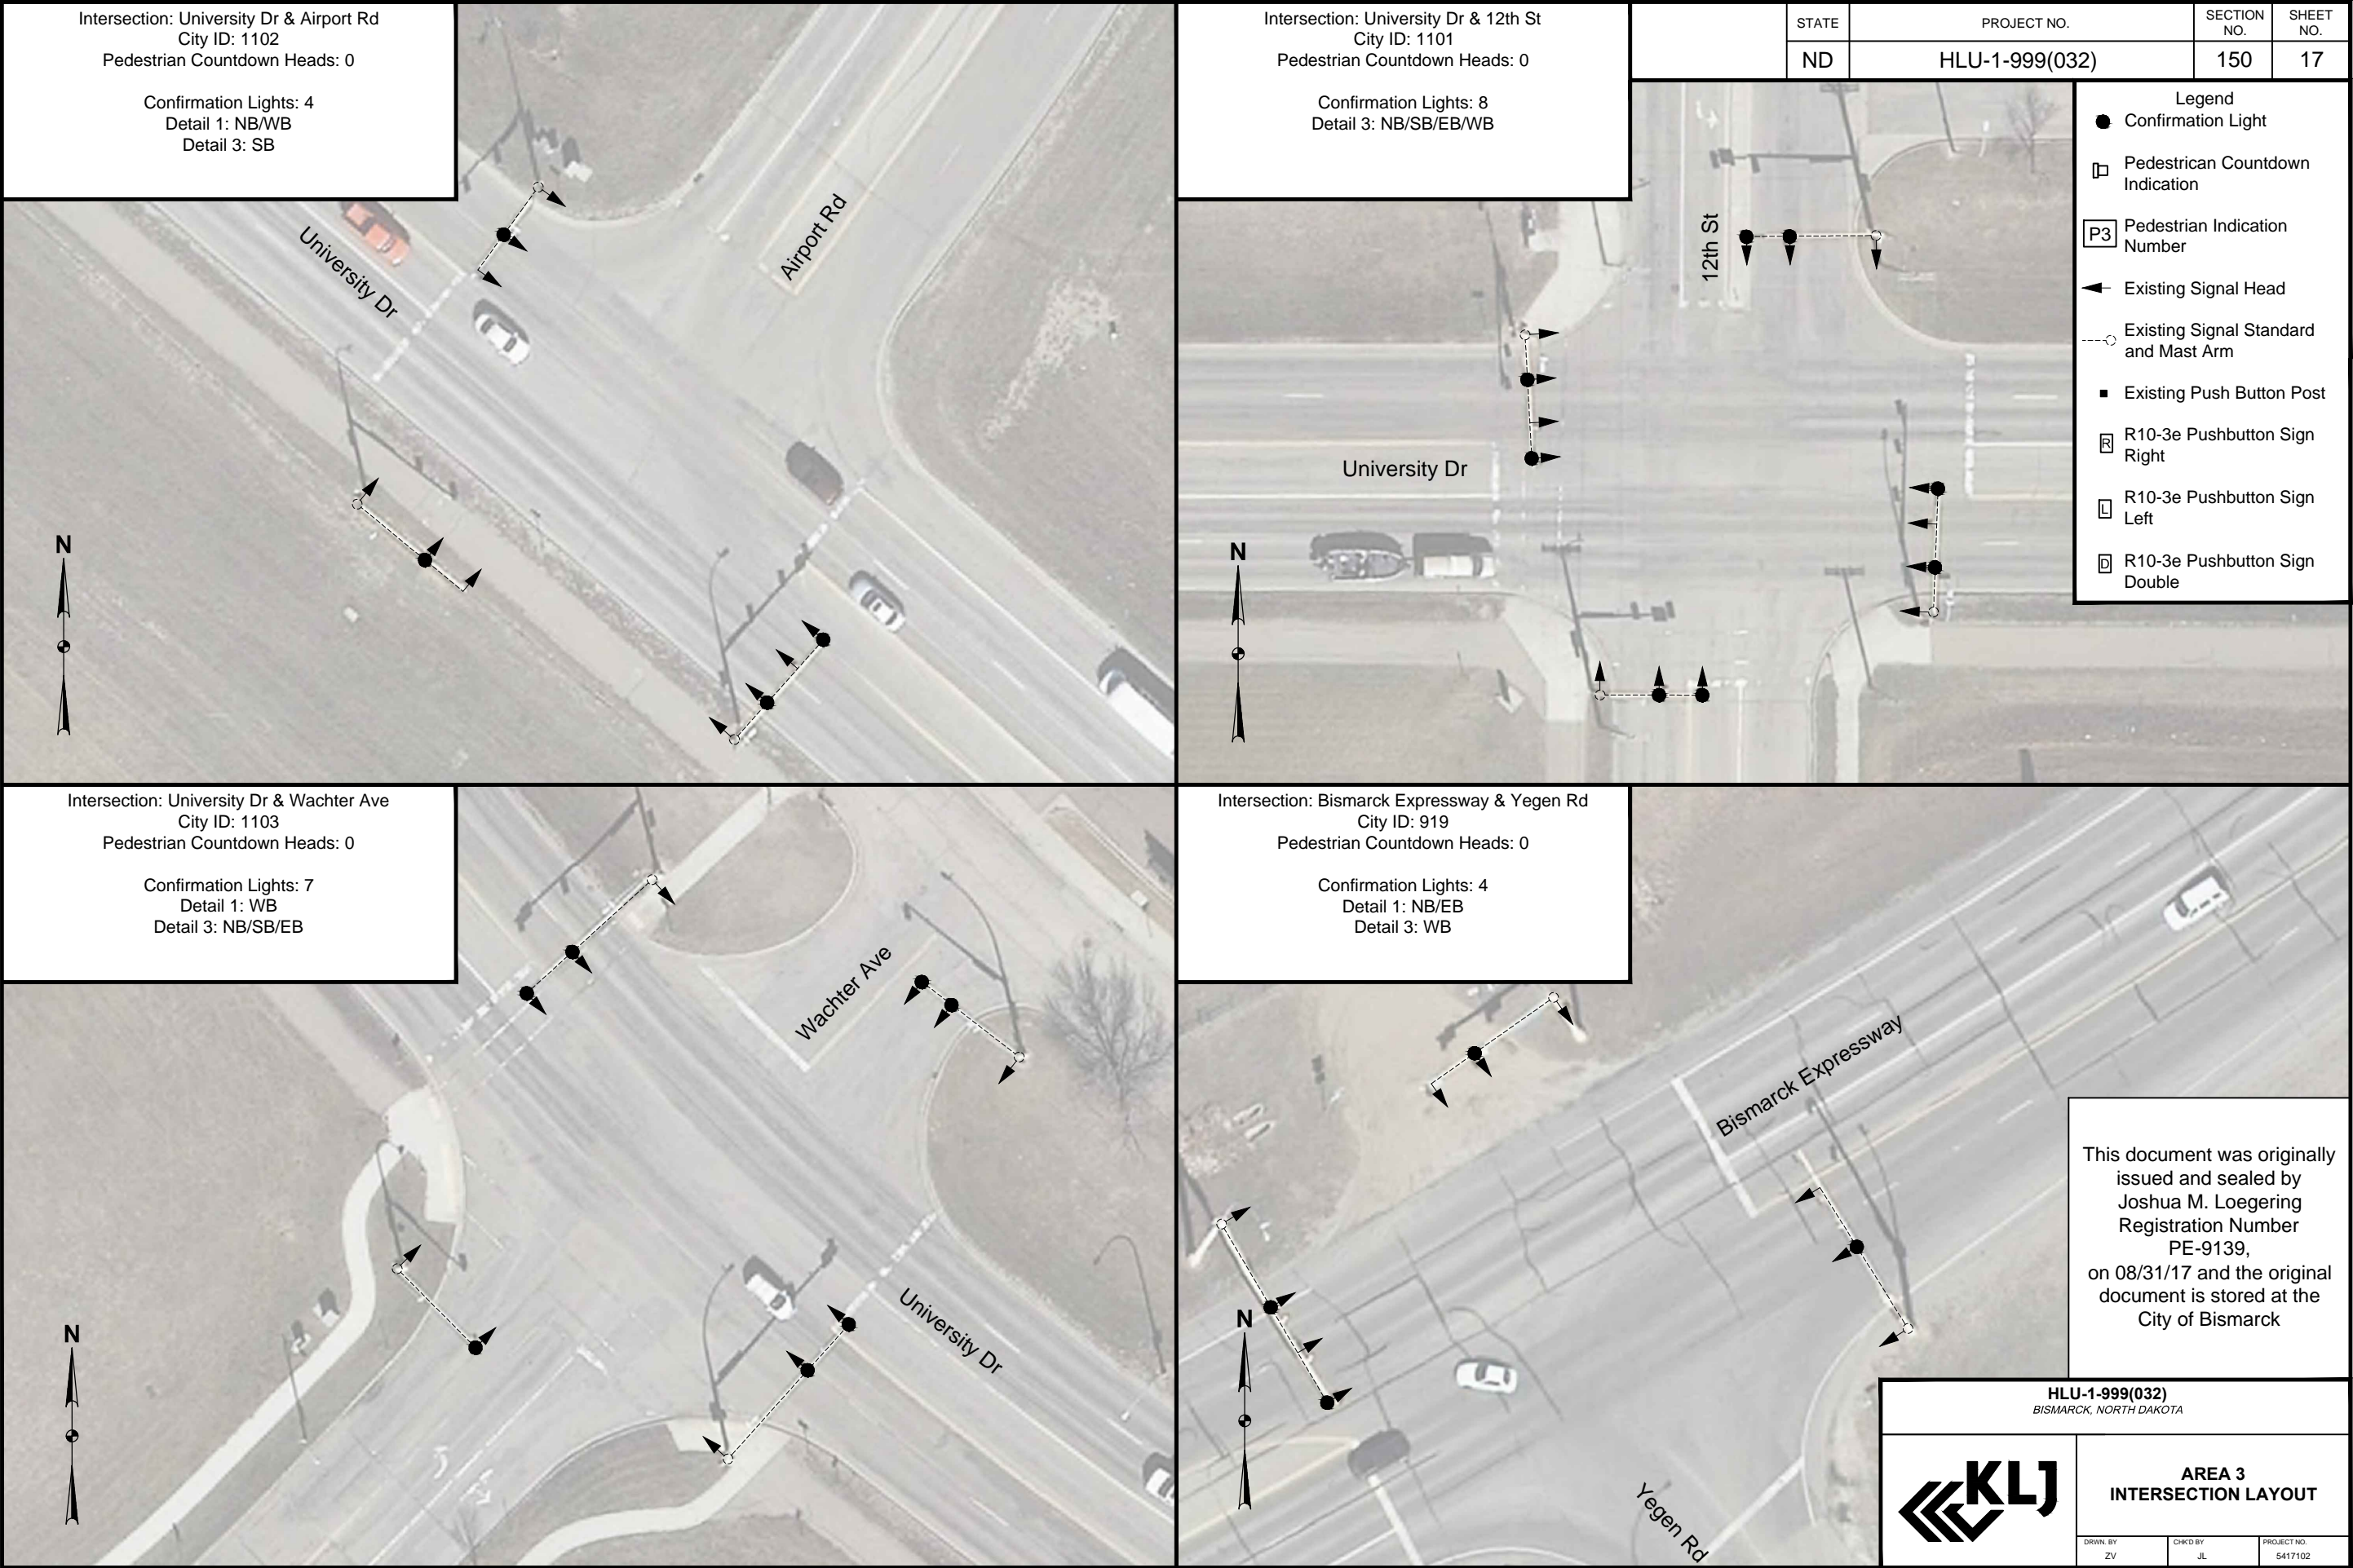 Intersection: University Dr & Airport Rd
City ID: 1102
Pedestrian Countdown Heads: 0
Confirmation Lights: 4
Detail 1: NB/WB
Detail 3: SB
University Dr
Airport Rd
N
Intersection: University Dr & 12th St
City ID: 1101
Pedestrian Countdown Heads: 0
Confirmation Lights: 8
Detail 3: NB/SB/EB/WB
12th St
University Dr
N
STATE
PROJECT NO.
SECTION
NO.
SHEET
NO.
ND
HLU-1-999(032)
150
17
Legend
Confirmation Light
Pedestrican Countdown
Indication
P3
Pedestrian Indication
Number
Existing Signal Head
Existing Signal Standard
and Mast Arm
Existing Push Button Post
R
R10-3e Pushbutton Sign
Right
L
R10-3e Pushbutton Sign
Left
D
R10-3e Pushbutton Sign
Double
Intersection: University Dr & Wachter Ave
City ID: 1103
Pedestrian Countdown Heads: 0
Confirmation Lights: 7
Detail 1: WB
Detail 3: NB/SB/EB
Wachter Ave
University Dr
N
Intersection: Bismarck Expressway & Yegen Rd
City ID: 919
Pedestrian Countdown Heads: 0
Confirmation Lights: 4
Detail 1: NB/EB
Detail 3: WB
Bismarck Expressway
Yegen Rd
N
This document was originally
issued and sealed by
Joshua M. Loegering
Registration Number
PE-9139,
on 08/31/17 and the original
document is stored at the
City of Bismarck
HLU-1-999(032)
BISMARCK, NORTH DAKOTA
KLJ
AREA 3
INTERSECTION LAYOUT
DRWN. BY
ZV
CHK'D BY
JL
PROJECT NO.
5417102